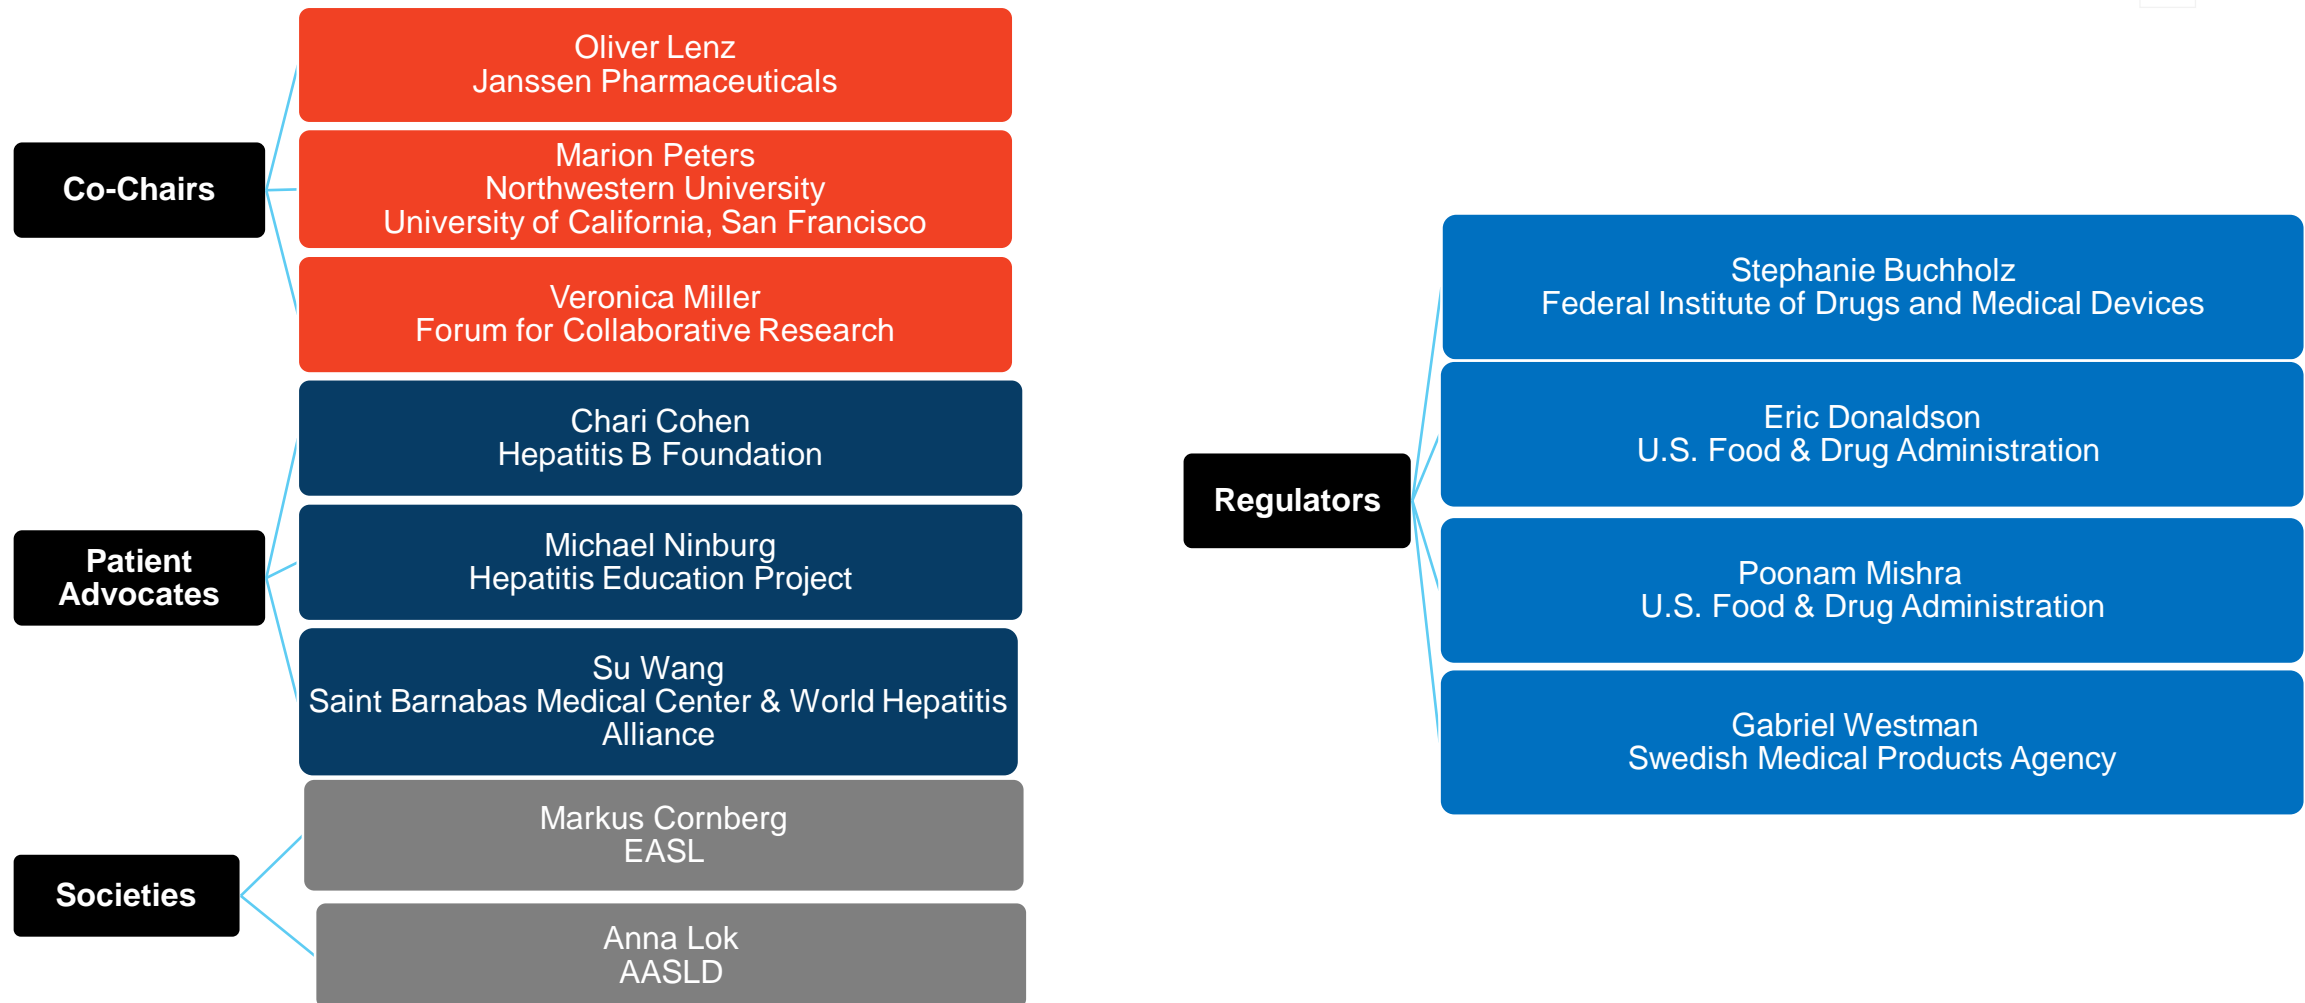 Co-Chairs
Oliver Lenz
Janssen Pharmaceuticals
Marion Peters
Northwestern University
University of California, San Francisco
Veronica Miller
Forum for Collaborative Research
Patient
Advocates
Chari Cohen
Hepatitis B Foundation
Michael Ninburg
Hepatitis Education Project
Su Wang
Saint Barnabas Medical Center & World Hepatitis
Alliance
Societies
Markus Cornberg
EASL
Anna Lok
AASLD
Regulators
Stephanie Buchholz
Federal Institute of Drugs and Medical Devices
Eric Donaldson
U.S. Food & Drug Administration
Poonam Mishra
U.S. Food & Drug Administration
Gabriel Westman
Swedish Medical Products Agency